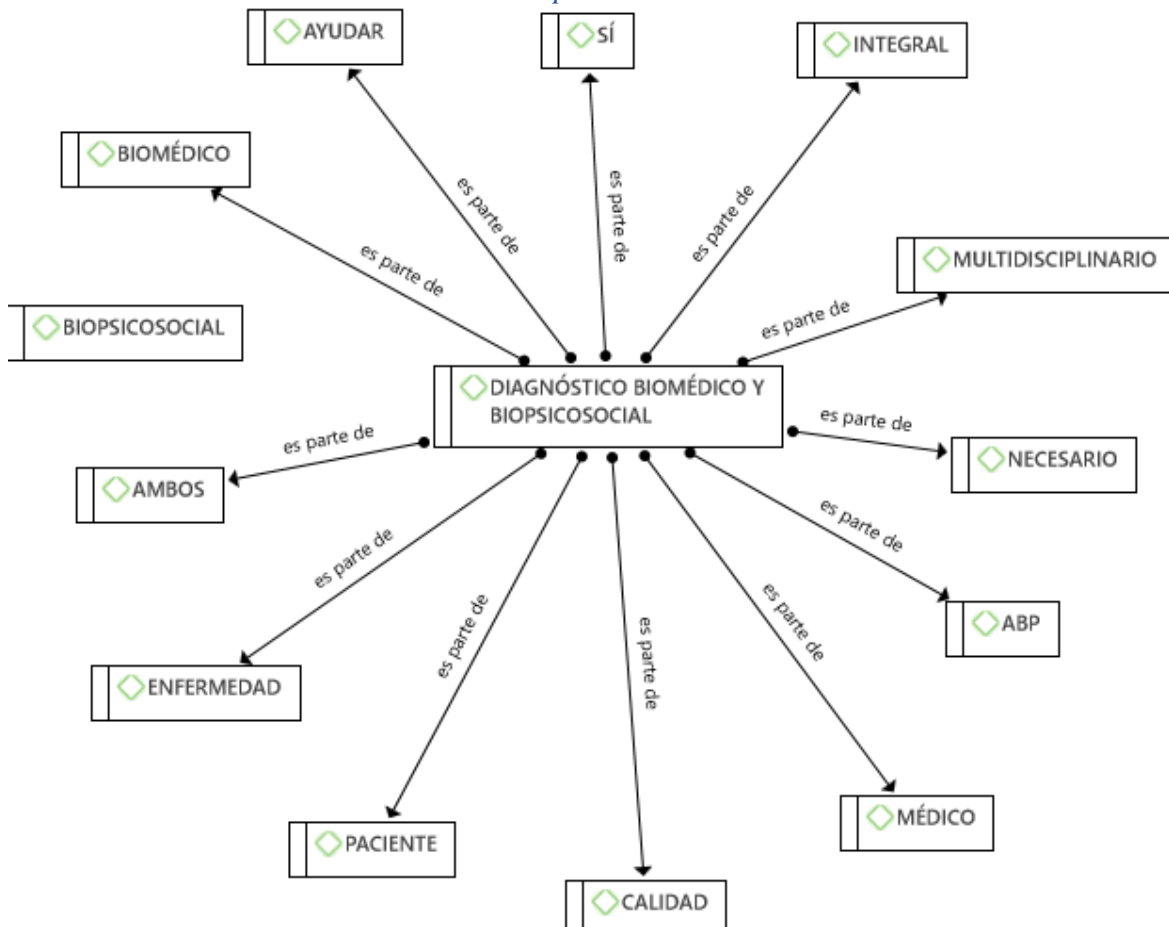 AYUDAR
SÍ
INTEGRAL
BIOMÉDICO
es parte de
es parte de
es parte de
es parte de
MULTIDISCIPLINARIO
BIOPSICOSOCIAL
es parte de
DIAGNÓSTICO BIOMÉDICO Y
BIOPSICOSOCIAL
es parte de
es parte de
AMBOS
NECESARIO
es parte de
es parte de
es parte de
es parte de
es parte de
ENFERMEDAD
ABP
PACIENTE
MÉDICO
CALIDAD